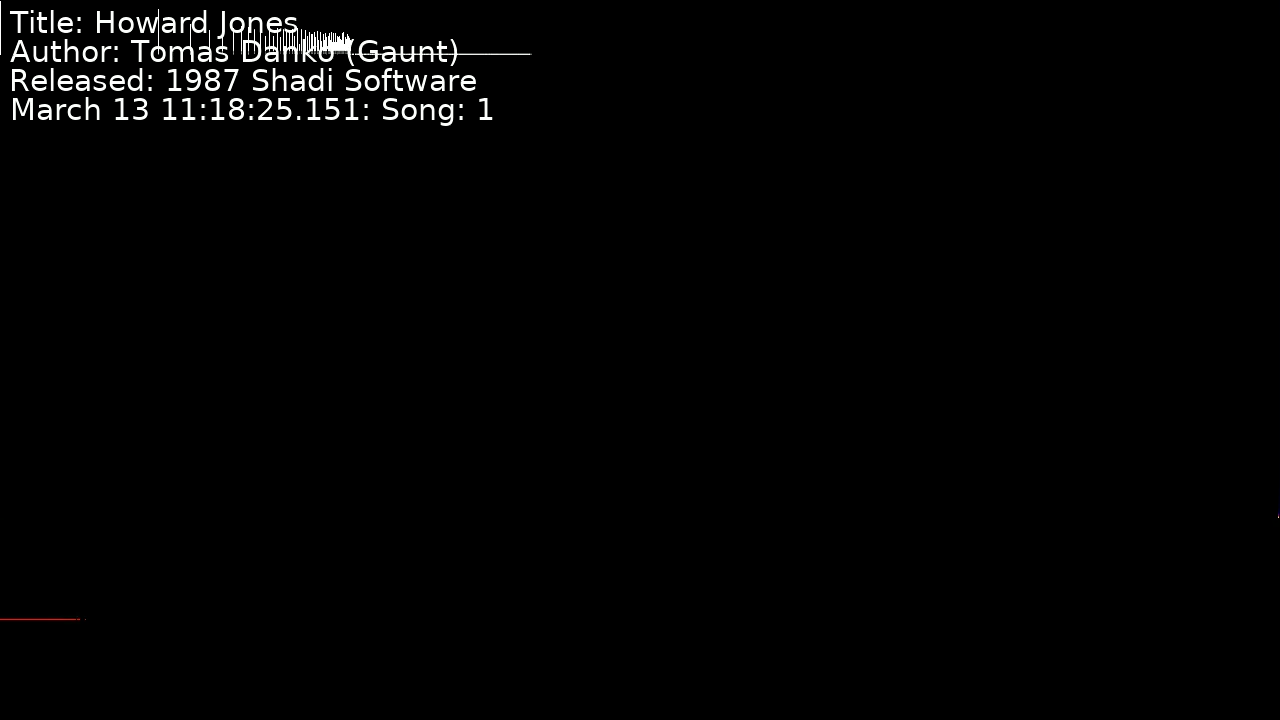 Title: Howard Jones
Author: Tomas Danko (Gaunt)
Released: 1987 Shadi Software
March 13 11:18:25.151: Song: 1